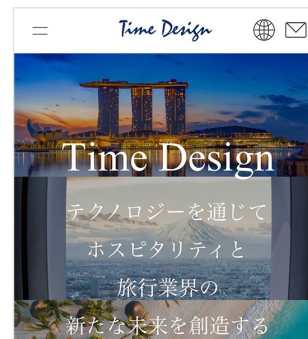 Time Design
Time Design
テクノロジーを通じて
ホスピタリティと
旅行業界の
新たな未来を創造する